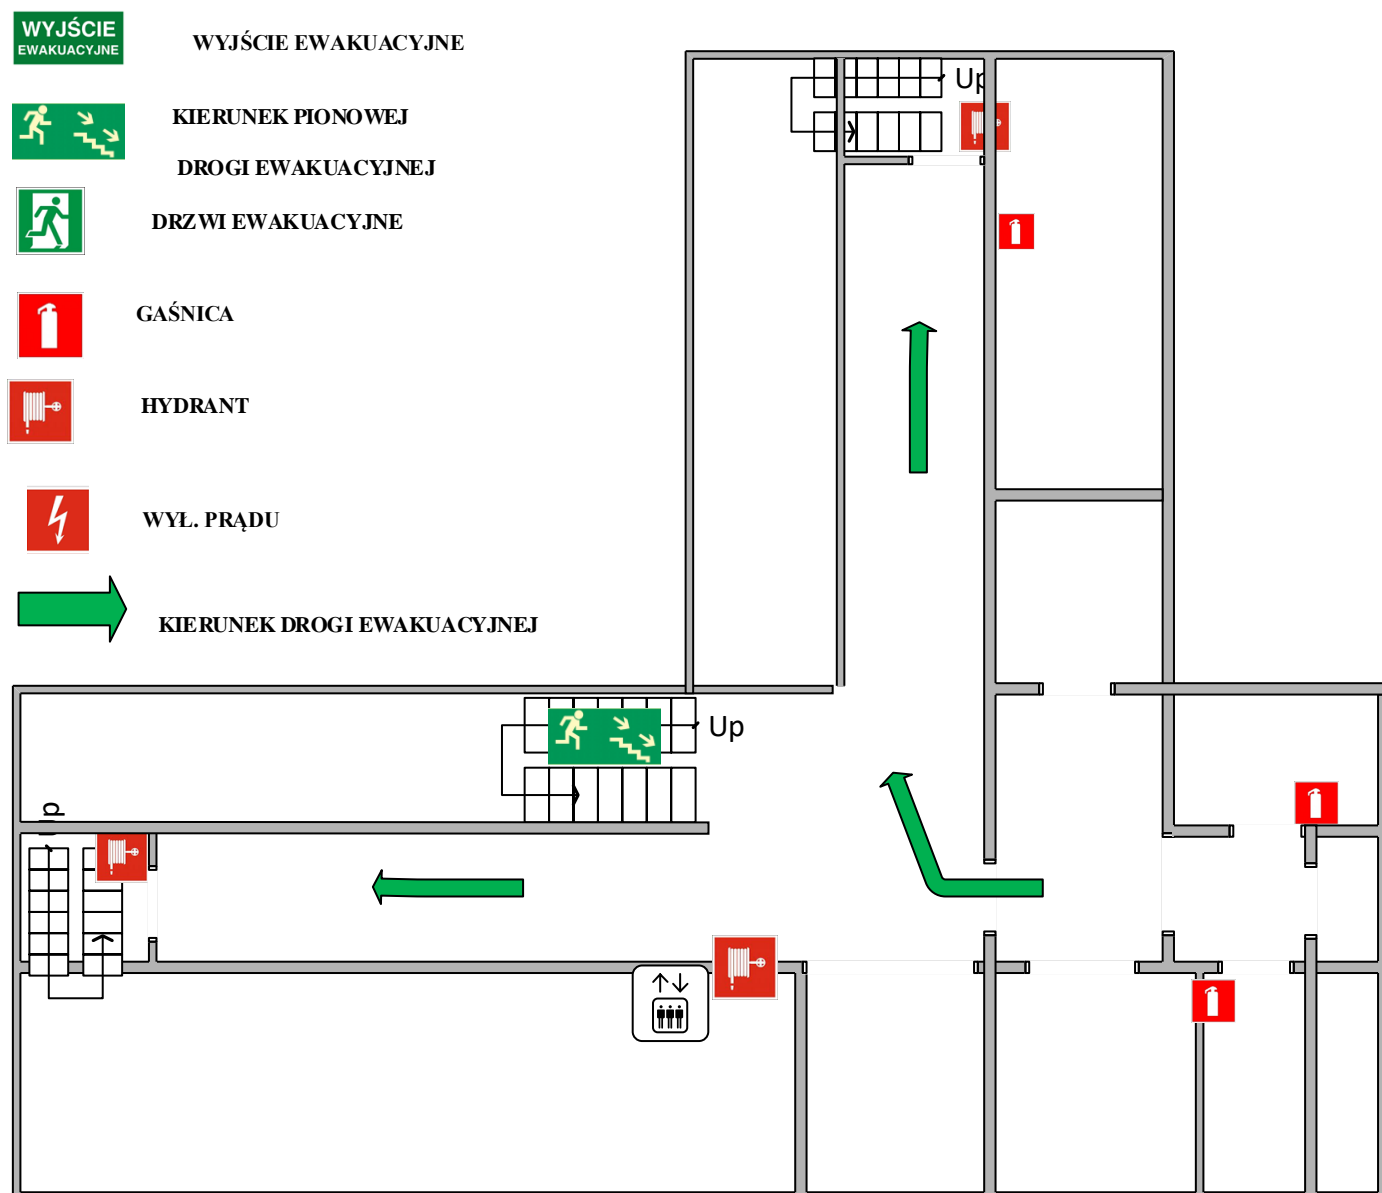 WYJŚCIE
EWAKUACYJNE
WYJŚCIE EWAKUACYJNE
KIERUNEK PIONOWEJ
DROGI EWAKUACYJNEJ
DRZWI EWAKUACYJNE
GAŚNICA
HYDRANT
WYŁ. PRĄDU
KIERUNEK DROGI EWAKUACYJNEJ
Up
Up
Up